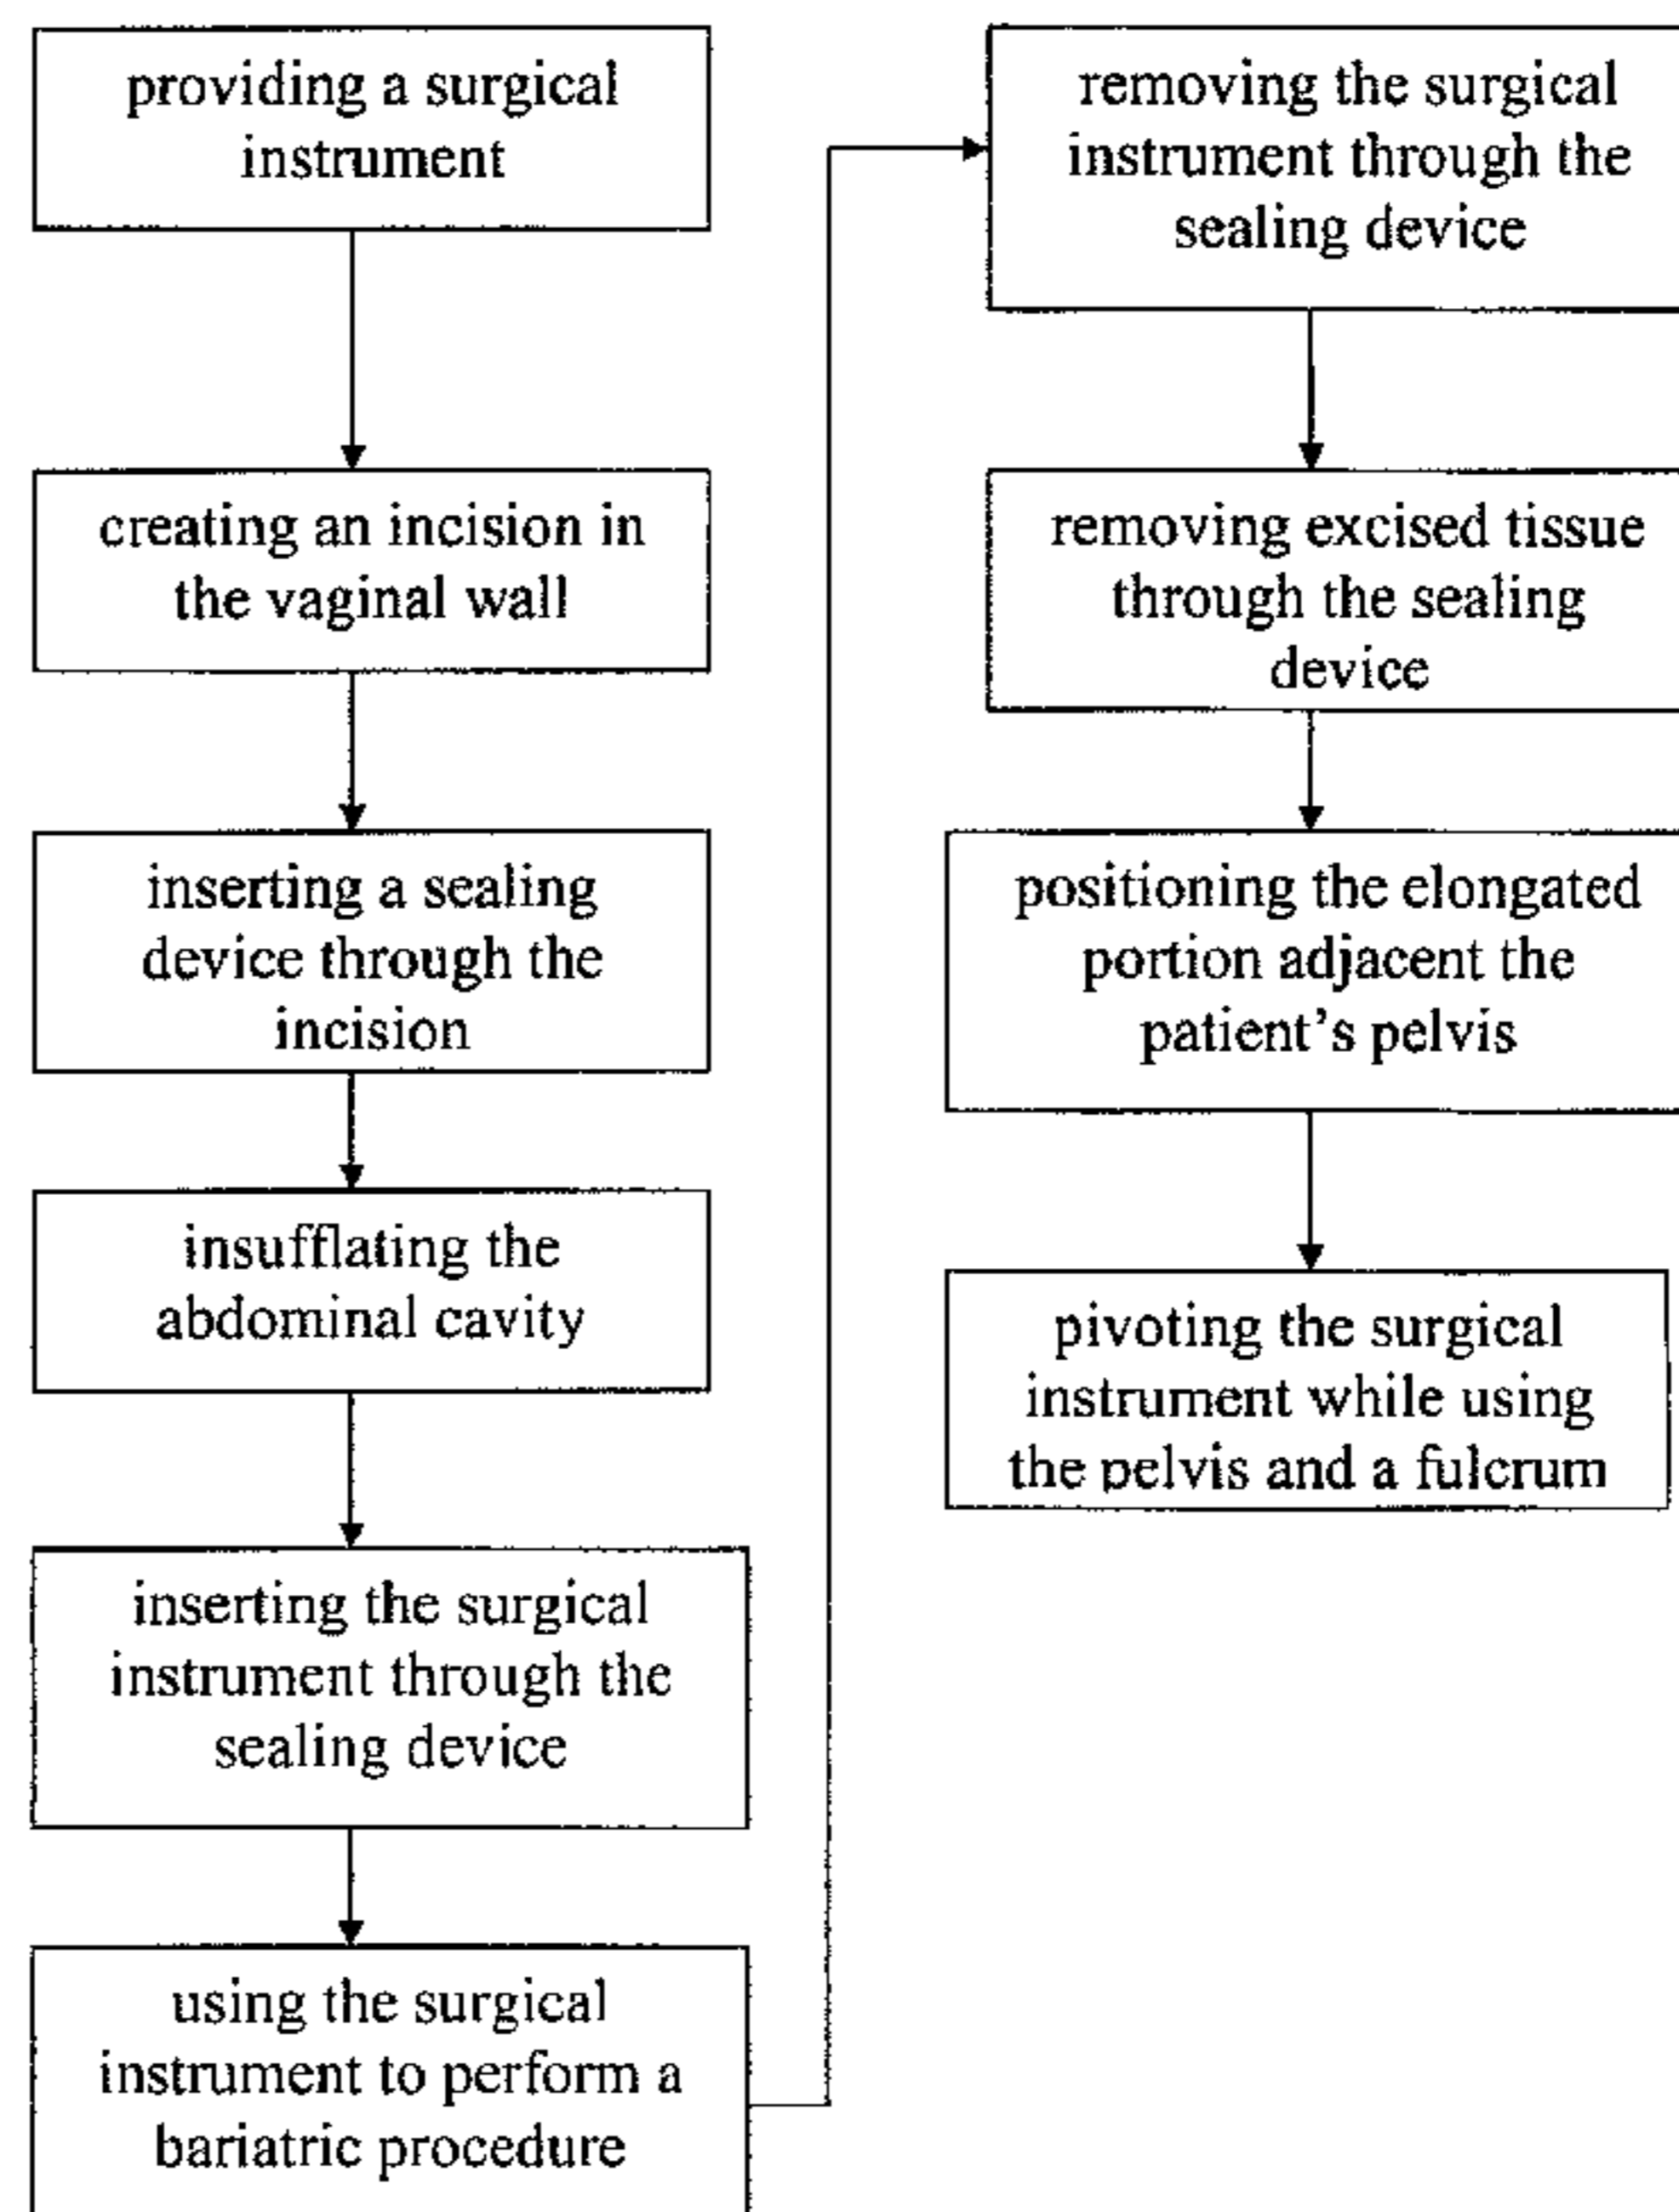 providing a surgical
instrument
creating an incision in
the vaginal wall
inserting a sealing
device through the
incision
insufflating the
abdominal cavity
inserting the surgical
instrument through the
sealing device
using the surgical
instrument to perform a
bariatric procedure
removing the surgical
instrument through the
sealing device
removing excised tissue
through the sealing
device
positioning the elongated
portion adjacent the
patient’s pelvis
pivoting the surgical
instrument while using
the pelvis and a fulcrum